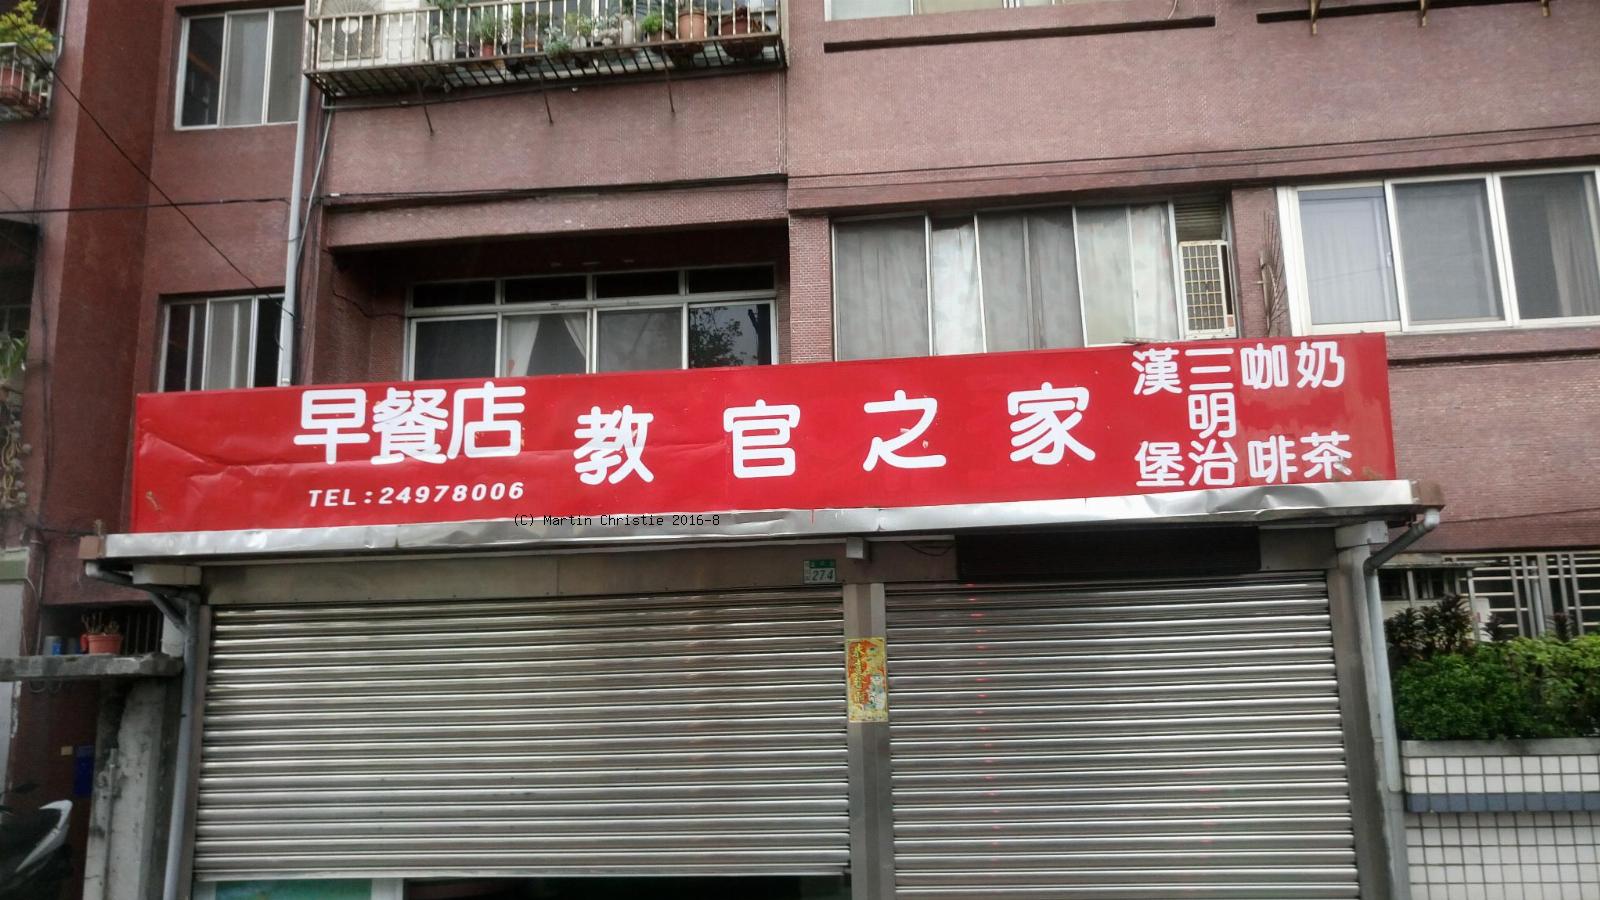 早餐店
TEL:24978006
教官之家
漢堡
三明治
咖啡
奶茶
(C) Martin Christie 2016-8
274